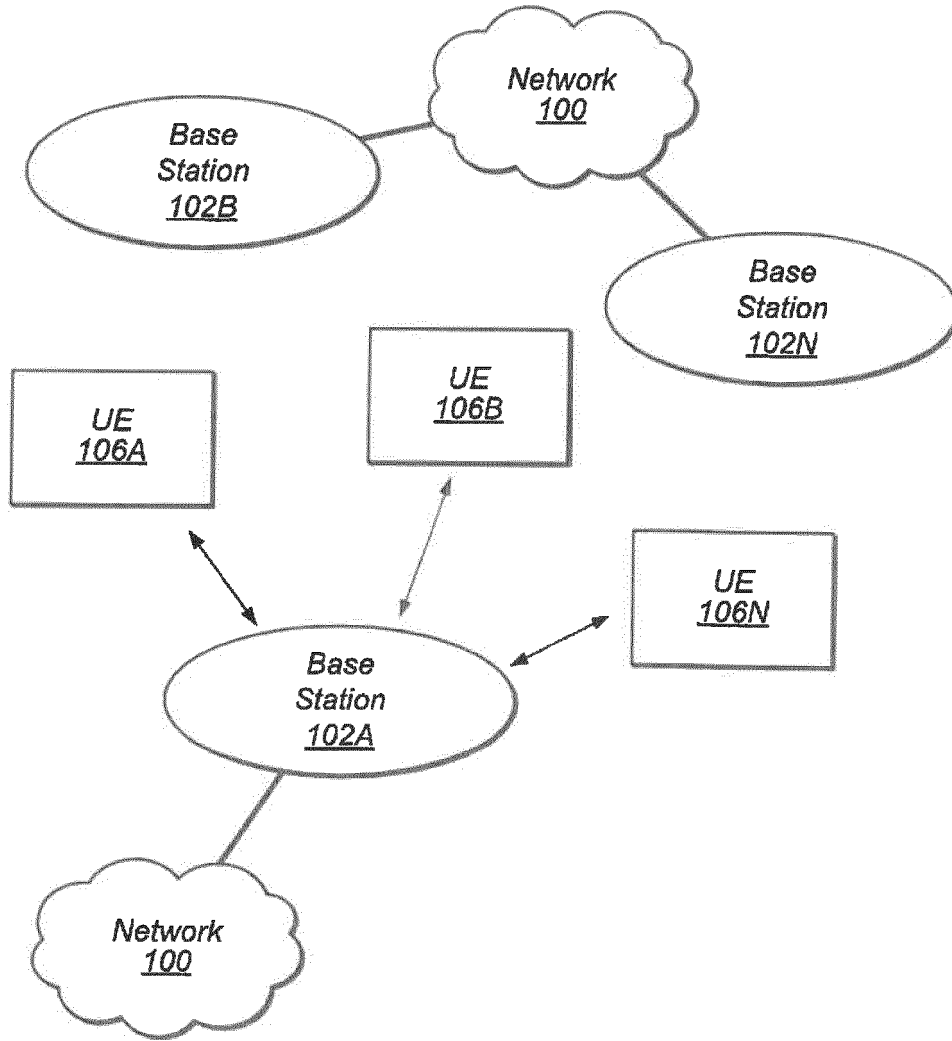 Network
100
Base
Station
102B
Base
Station
102N
UE
106B
UE
106A
UE
106N
Base
Station
102A
Network
100